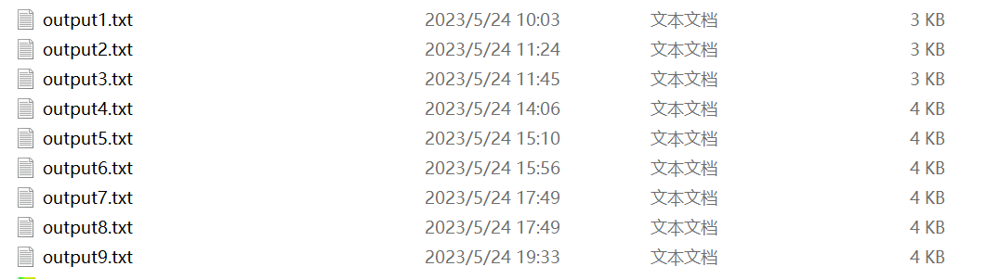 output1.txt 2023/5/24 10:03 文本文档 3 KB
output2.txt 2023/5/24 11:24 文本文档 3 KB
output3.txt 2023/5/24 11:45 文本文档 3 KB
output4.txt 2023/5/24 14:06 文本文档 4 KB
output5.txt 2023/5/24 15:10 文本文档 4 KB
output6.txt 2023/5/24 15:56 文本文档 4 KB
output7.txt 2023/5/24 17:49 文本文档 4 KB
output8.txt 2023/5/24 17:49 文本文档 4 KB
output9.txt 2023/5/24 19:33 文本文档 4 KB